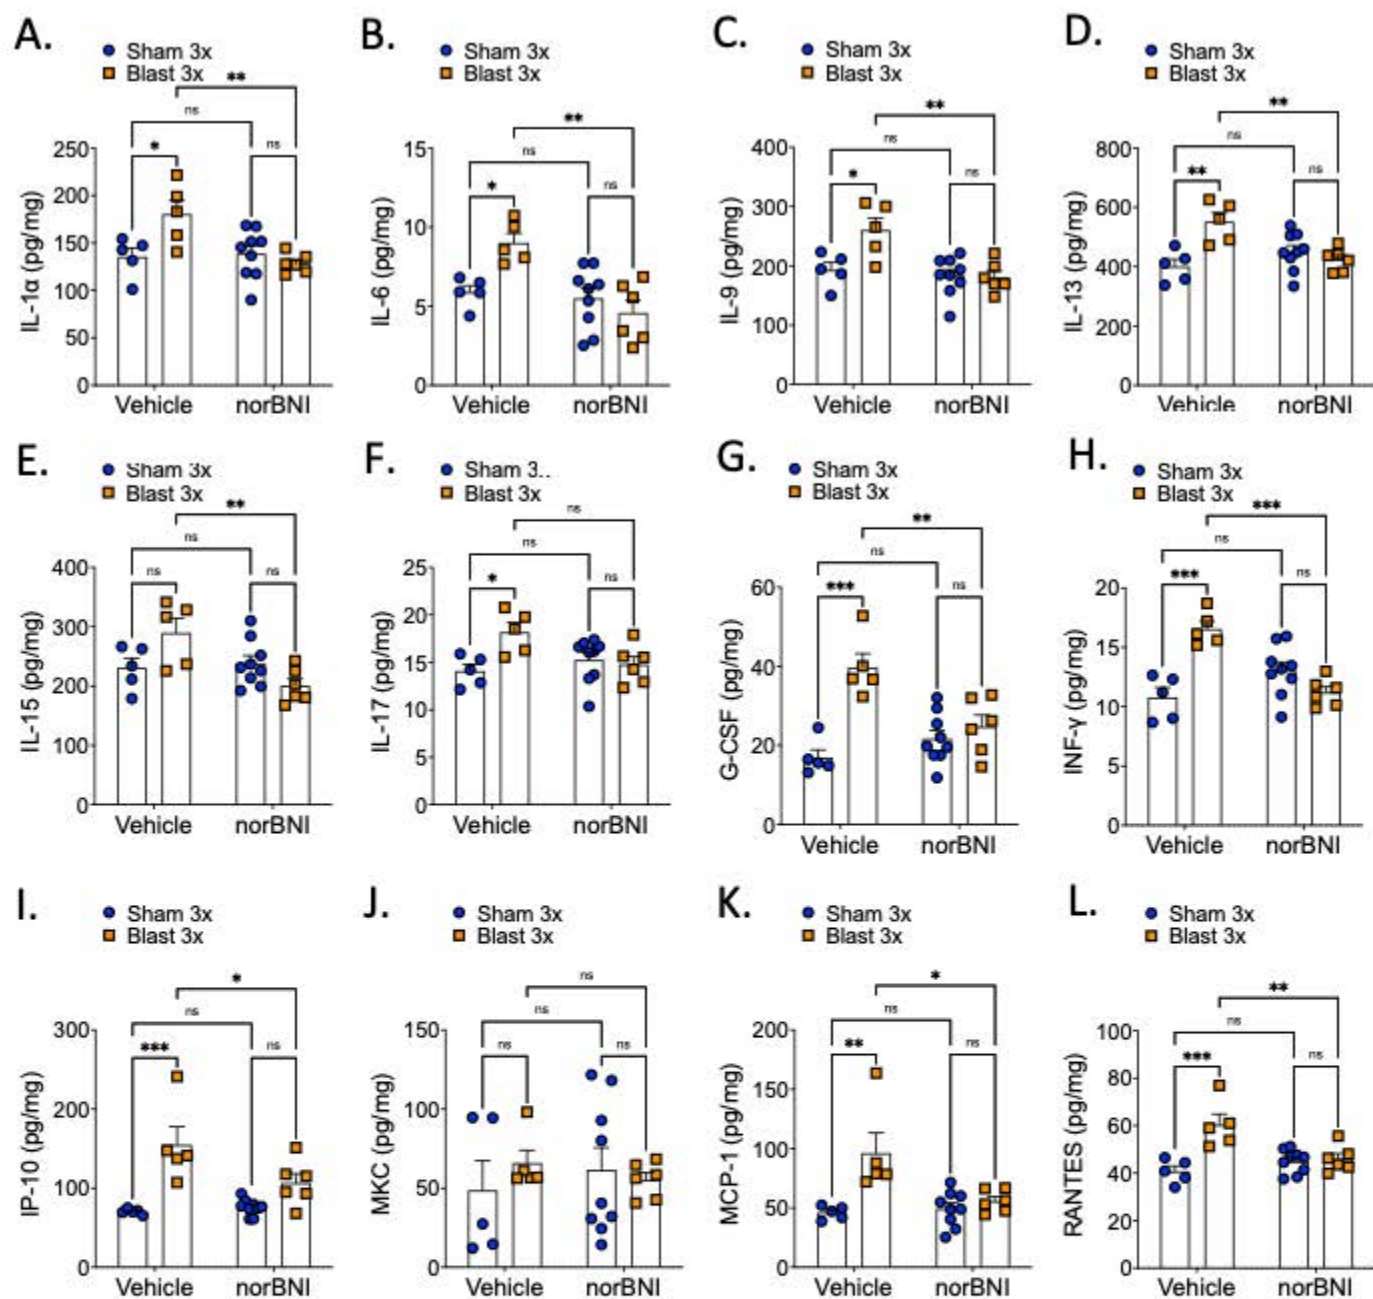 A.
Sham 3x
Blast 3x
**
ns
*
ns
250
200
150
100
50
0
IL-1α (pg/mg)
Vehicle
norBNI
B.
Sham 3x
Blast 3x
**
ns
*
ns
15
10
5
0
IL-6 (pg/mg)
Vehicle
norBNI
C.
Sham 3x
Blast 3x
**
ns
*
ns
400
300
200
100
0
IL-9 (pg/mg)
Vehicle
norBNI
D.
Sham 3x
Blast 3x
**
ns
**
ns
800
600
400
200
0
IL-13 (pg/mg)
Vehicle
norBNI
E.
Sham 3x
Blast 3x
**
ns
ns
ns
400
300
200
100
0
IL-15 (pg/mg)
Vehicle
norBNI
F.
Sham 3..
Blast 3x
ns
ns
*
ns
25
20
15
10
5
0
IL-17 (pg/mg)
Vehicle
norBNI
G.
Sham 3x
Blast 3x
**
ns
***
ns
60
40
20
0
G-CSF (pg/mg)
Vehicle
norBNI
H.
Sham 3x
Blast 3x
***
ns
***
ns
20
15
10
5
0
INF-γ (pg/mg)
Vehicle
norBNI
I.
Sham 3x
Blast 3x
*
ns
***
ns
300
200
100
0
IP-10 (pg/mg)
Vehicle
norBNI
J.
Sham 3x
Blast 3x
ns
ns
ns
ns
150
100
50
0
MKC (pg/mg)
Vehicle
norBNI
K.
Sham 3x
Blast 3x
*
ns
**
ns
200
150
100
50
0
MCP-1 (pg/mg)
Vehicle
norBNI
L.
Sham 3x
Blast 3x
**
ns
***
ns
100
80
60
40
20
0
RANTES (pg/mg)
Vehicle
norBNI